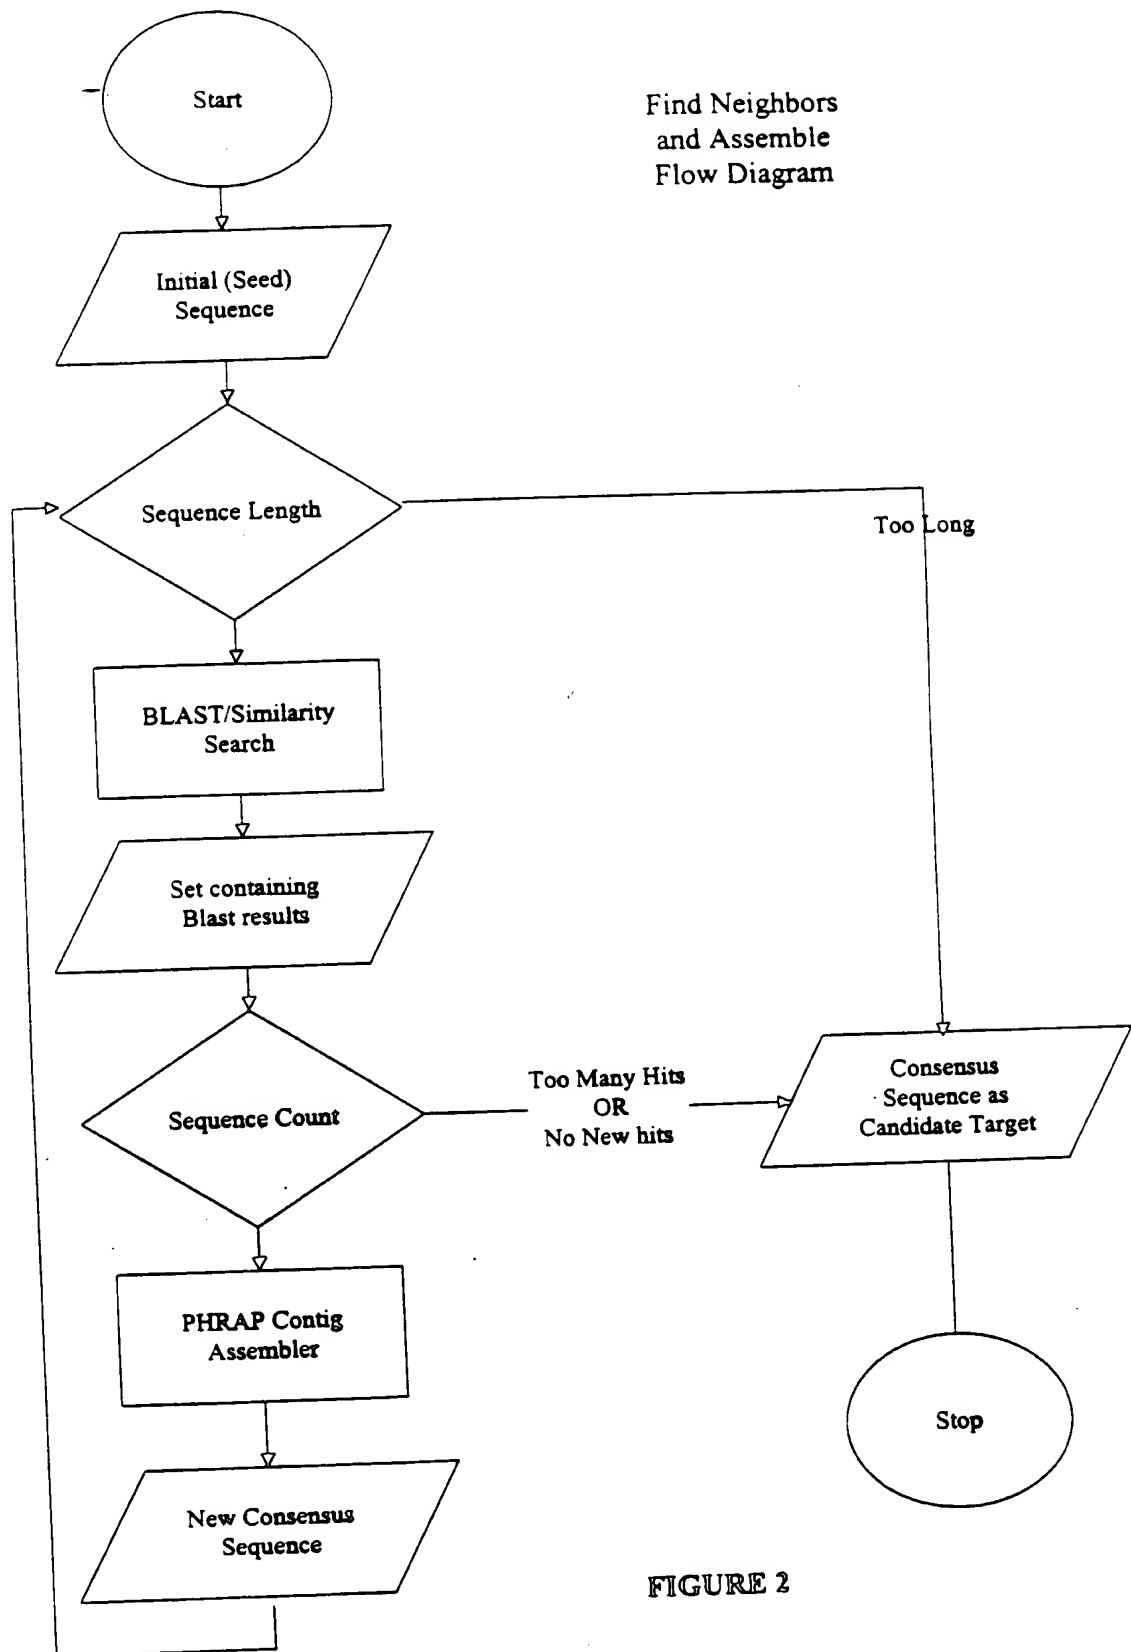 Start
Find Neighbors
and Assemble
Flow Diagram
Initial (Seed)
Sequence
Sequence Length
Too Long
BLAST/Similarity
Search
Set containing
Blast results
Sequence Count
Too Many Hits
OR
No New hits
Consensus
Sequence as
Candidate Target
PHRAP Contig
Assembler
Stop
New Consensus
Sequence
FIGURE 2